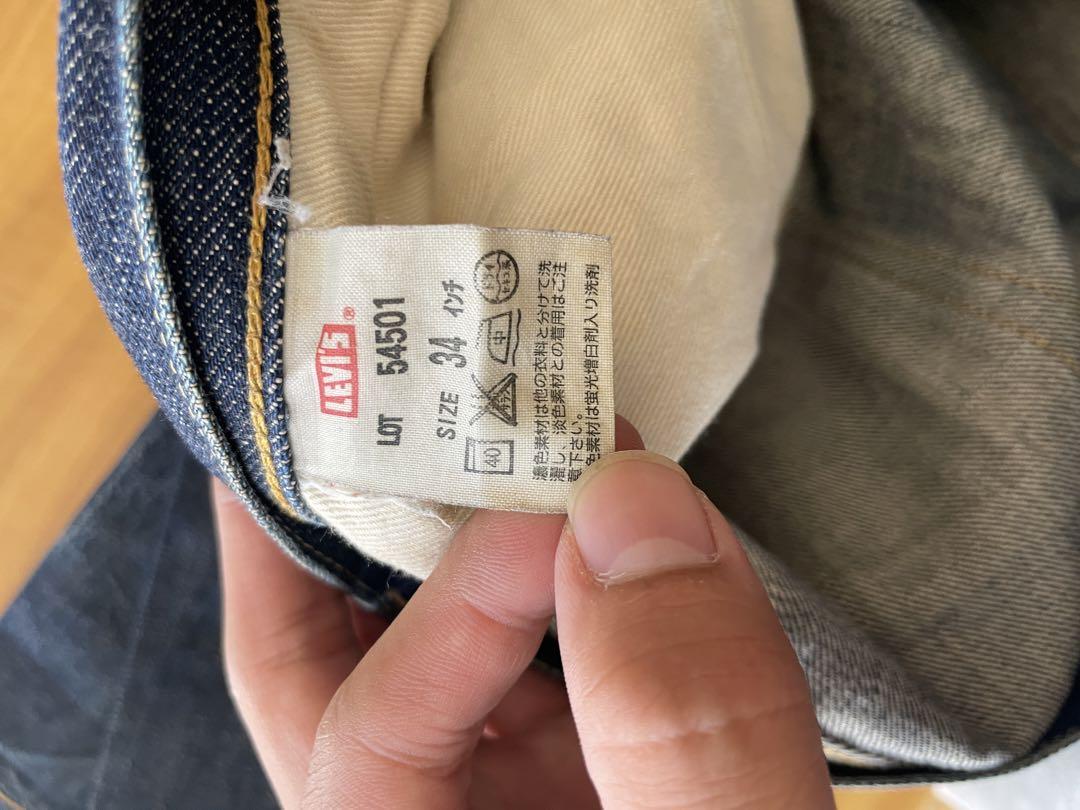 LEVI'S®
LOT 54501
SIZE 34 インチ
40
中
濃色素材は他の衣料と分けて洗
濯し、淡色素材との着用はご注
意下さい。
色素材は蛍光増白剤入り洗剤